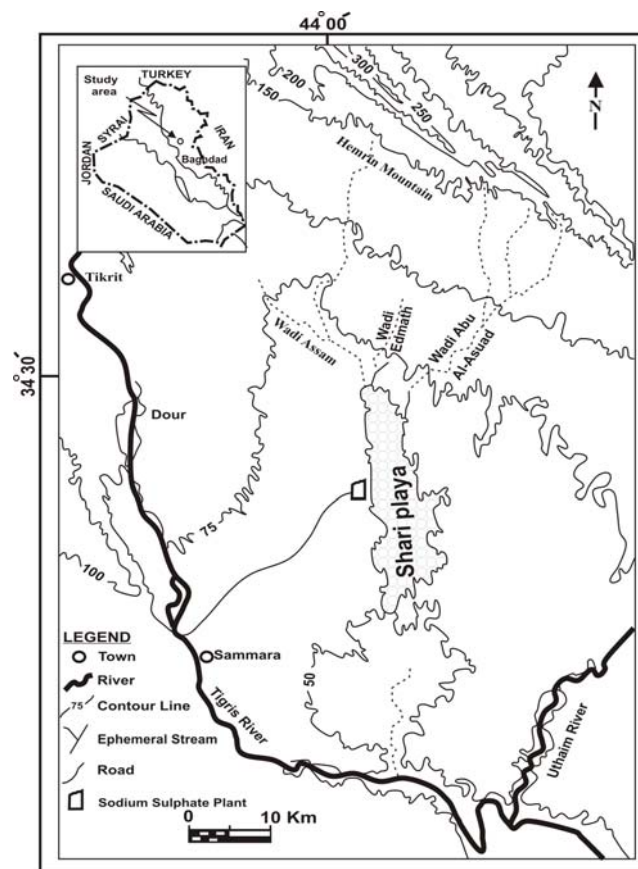 44°00′
TURKEY
Study
area
SYRAI
IRAN
Baghdad
JORDAN
SAUDI ARABIA
300
200
250
150
N
Hemrin Mountain
Tikrit
Wadi Assam
Wadi
Edmath
Wadi Abu
Al-Asuad
34°30′
Dour
Shari playa
75
100
LEGEND
Town
River
75 Contour Line
Ephemeral Stream
Road
Sodium Sulphate Plant
Sammara
50
Tigris River
Uthaim River
0 10 Km